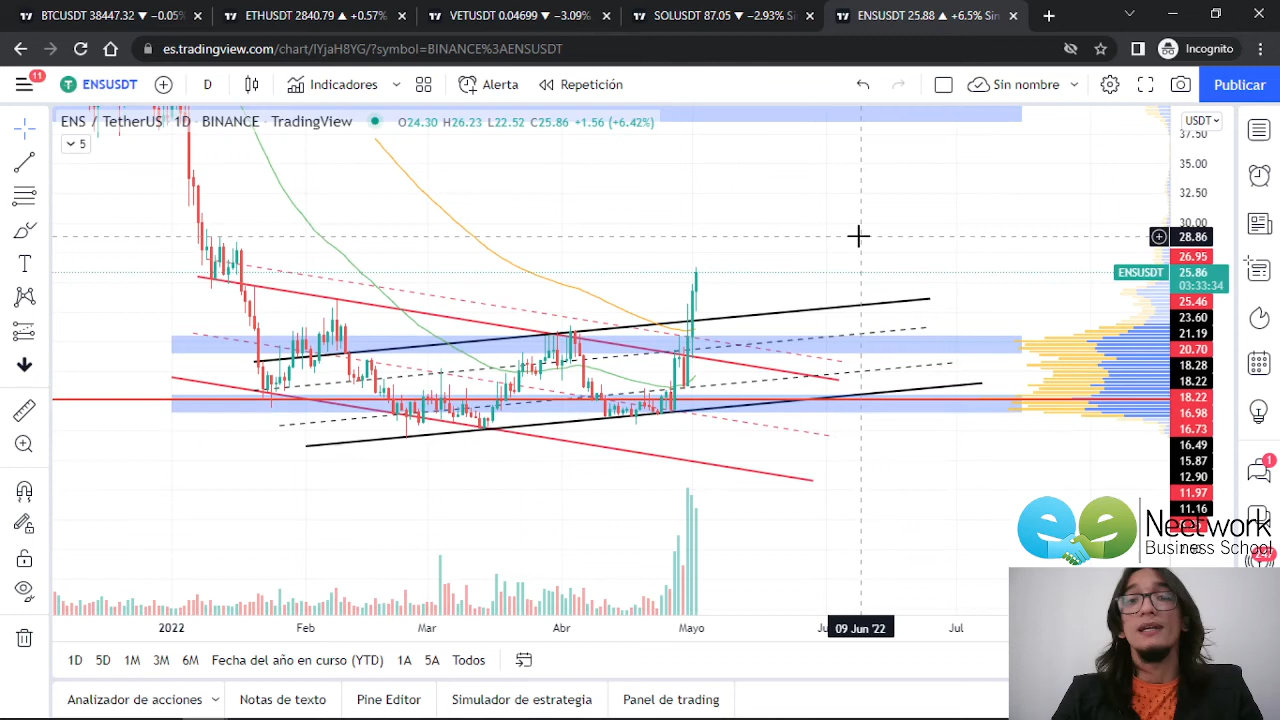 BTCUSDT 38447.32 ▼ −0.05%
ETHUSDT 2840.79 ▲ +0.57%
VETUSDT 0.04699 ▼ −3.09%
SOLUSDT 87.05 ▼ −2.93% Sin
ENSUSDT 25.88 ▲ +6.5% Sin
es.tradingview.com/chart/IYjaH8YG/?symbol=BINANCE%3AENSUSDT
Incognito
11
ENSUSDT
D
Indicadores
Alerta
Repetición
Sin nombre
Publicar
ENS / TetherUS 1D BINANCE TradingView
O24.30
L22.52 C25.86 +1.56 (+6.42%)
5
USDT
37.50
35.00
32.50
30.00
28.86
26.95
ENSUSDT 25.86
03:33:34
25.46
23.60
21.19
20.70
18.28
18.22
18.22
16.98
16.73
16.49
15.87
12.90
11.97
11.16
1
Neetwork
Business School
2022
Feb
Mar
Abr
Mayo
09 Jun '22
Jul
1D
5D
1M
3M
6M
Fecha del año en curso (YTD)
1A
5A
Todos
Analizador de acciones
Notas de texto
Pine Editor
Simulador de estrategia
Panel de trading